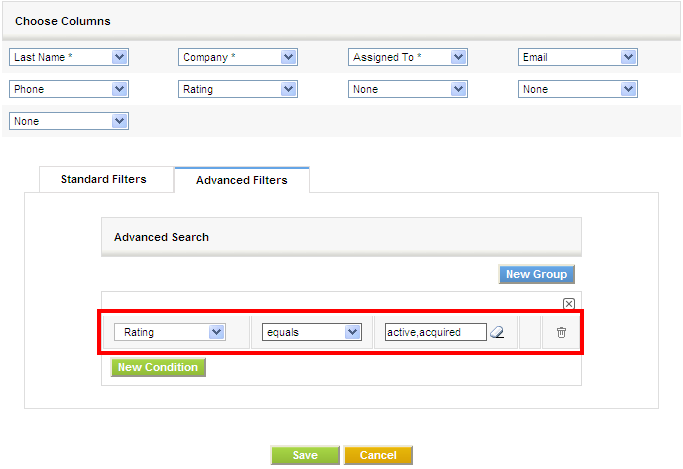 Choose Columns
Last Name * Company * Assigned To * Email
Phone Rating None None
None
Standard Filters Advanced Filters
Advanced Search
New Group
Rating equals active,acquired
New Condition
Save Cancel